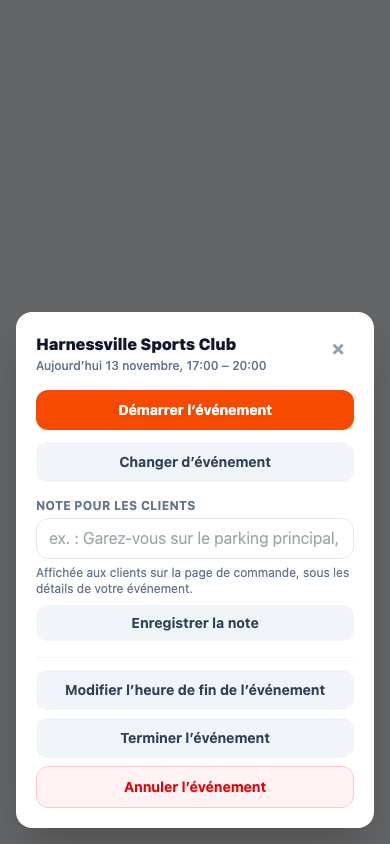 Harnessville Sports Club
Aujourd’hui 13 novembre, 17:00 – 20:00
Démarrer l’événement
Changer d’événement
NOTE POUR LES CLIENTS
ex. : Garez-vous sur le parking principal,
Affichée aux clients sur la page de commande, sous les
détails de votre événement.
Enregistrer la note
Modifier l’heure de fin de l’événement
Terminer l’événement
Annuler l’événement